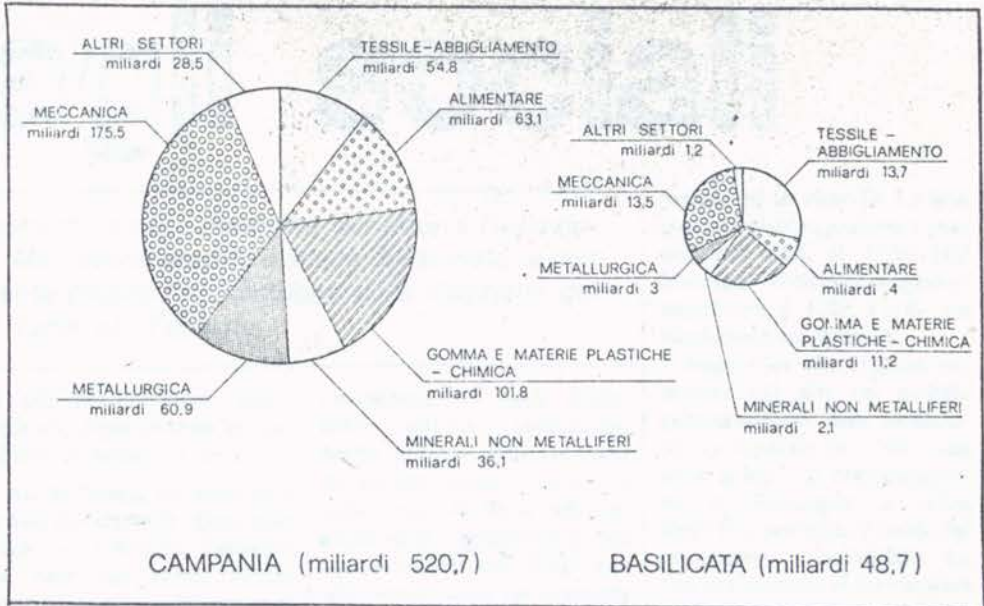 ALTRI SETTORI
miliardi 28,5
TESSILE-ABBIGLIAMENTO
miliardi 54,8
MECCANICA
miliardi 175,5
ALIMENTARE
miliardi 63,1
METALLURGICA
miliardi 60,9
GOMMA E MATERIE PLASTICHE
- CHIMICA
miliardi 101,8
MINERALI NON METALLIFERI
miliardi 36,1
CAMPANIA (miliardi 520,7)
ALTRI SETTORI
miliardi 1,2
TESSILE -
ABBIGLIAMENTO
miliardi 13,7
MECCANICA
miliardi 13,5
METALLURGICA
miliardi 3
ALIMENTARE
miliardi 4
GOMMA E MATERIE
PLASTICHE - CHIMICA
miliardi 11,2
MINERALI NON METALLIFERI
miliardi 2,1
BASILICATA (miliardi 48,7)